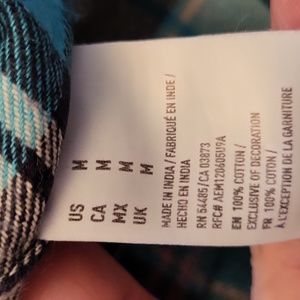 US M
CA M
MX M
UK M
MADE IN INDIA / FABRIQUÉ EN INDE /
HECHO EN INDIA
RN 54485/CA 03873
RFC# AEM120605U9A
EN 100% COTTON /
EXCLUSIVE OF DECORATION
FR 100% COTON /
À L'EXCEPTION DE LA GARNITURE